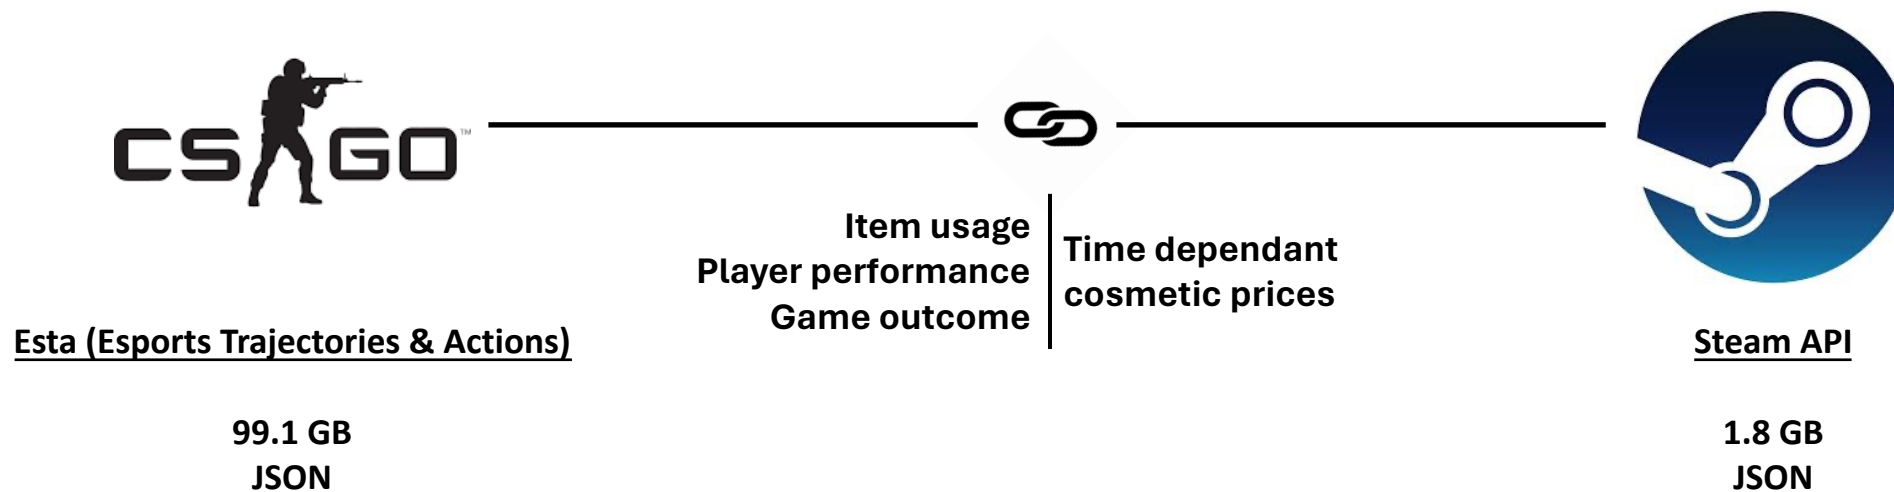 CS GO™
Item usage
Player performance
Game outcome
Time dependant
cosmetic prices
Esta (Esports Trajectories & Actions)
99.1 GB
JSON
Steam API
1.8 GB
JSON